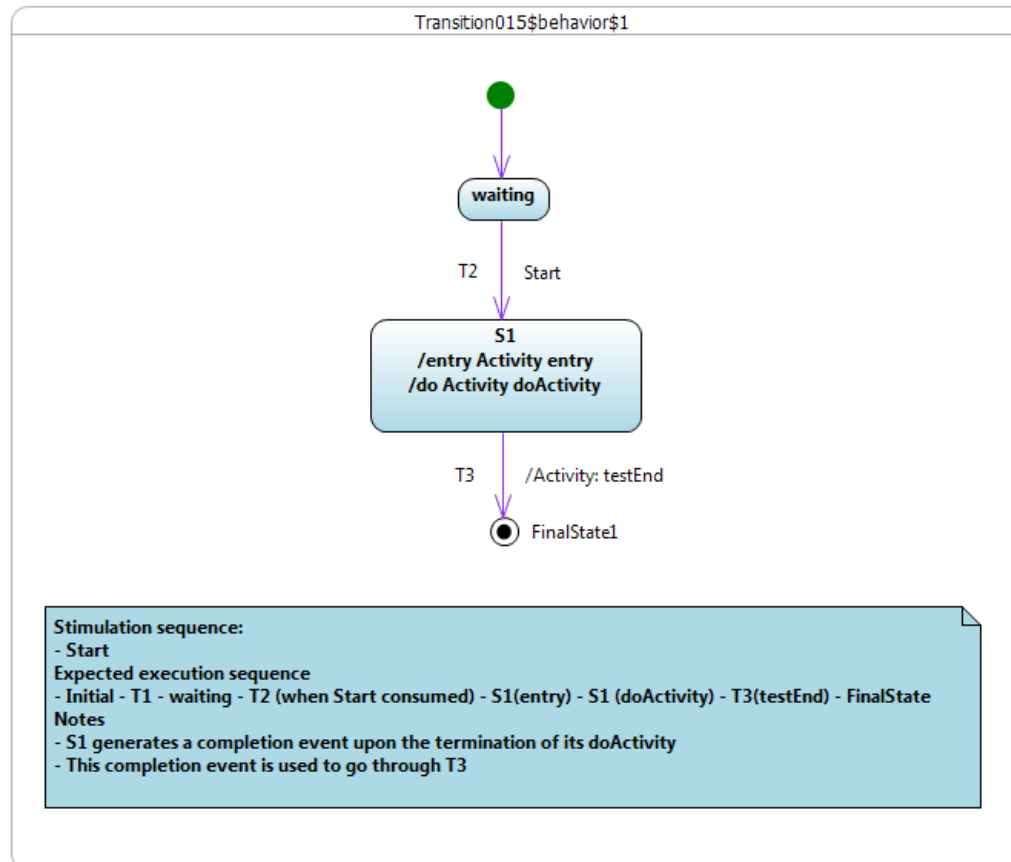 Transition015$behavior$1
waiting
T2 Start
S1
/entry Activity entry
/do Activity doActivity
T3 /Activity: testEnd
FinalState1
Stimulation sequence:
- Start
Expected execution sequence
- Initial - T1 - waiting - T2 (when Start consumed) - S1(entry) - S1 (doActivity) - T3(testEnd) - FinalState
Notes
- S1 generates a completion event upon the termination of its doActivity
- This completion event is used to go through T3